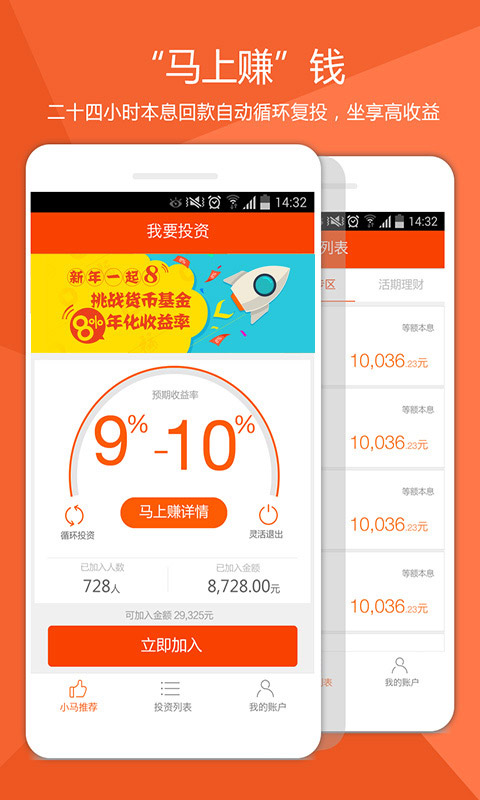 “马上赚”钱
二十四小时本息回款自动循环复投，坐享高收益
14:32
我要投资
新年一起8
挑战货币基金
8%年化收益率
预期收益率
9%-10%
马上赚详情
循环投资
灵活退出
已加入人数
已加入金额
728人
8,728.00元
可加入金额 29,325元
立即加入
小马推荐
投资列表
我的账户
14:32
列表
专区
活期理财
等额本息
10,036.23元
等额本息
10,036.23元
等额本息
10,036.23元
等额本息
10,036.23元
列表
我的账户